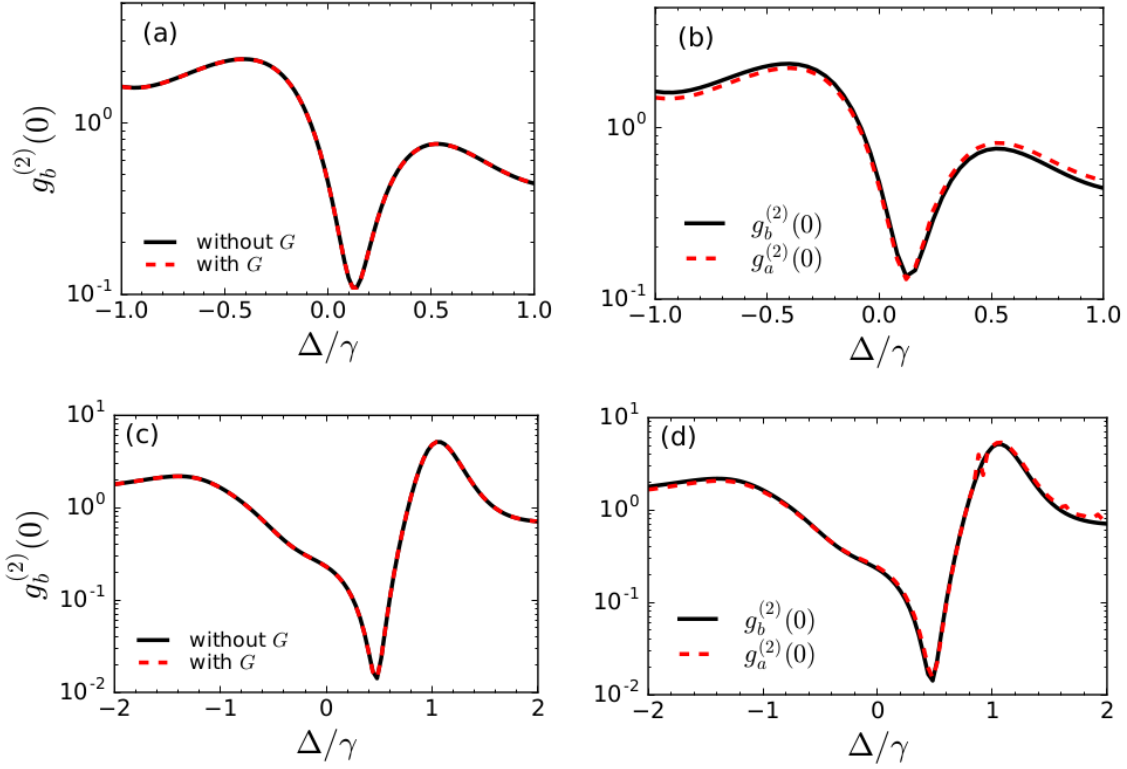 (a)
10^0
10^-1
g_b^(2)(0)
without G
with G
−1.0 −0.5 0.0 0.5 1.0
Δ/γ
(b)
10^0
10^-1
g_b^(2)(0)
g_a^(2)(0)
−1.0 −0.5 0.0 0.5 1.0
Δ/γ
(c)
10^1
10^0
10^-1
10^-2
g_b^(2)(0)
without G
with G
−2 −1 0 1 2
Δ/γ
(d)
10^1
10^0
10^-1
10^-2
g_b^(2)(0)
g_a^(2)(0)
−2 −1 0 1 2
Δ/γ